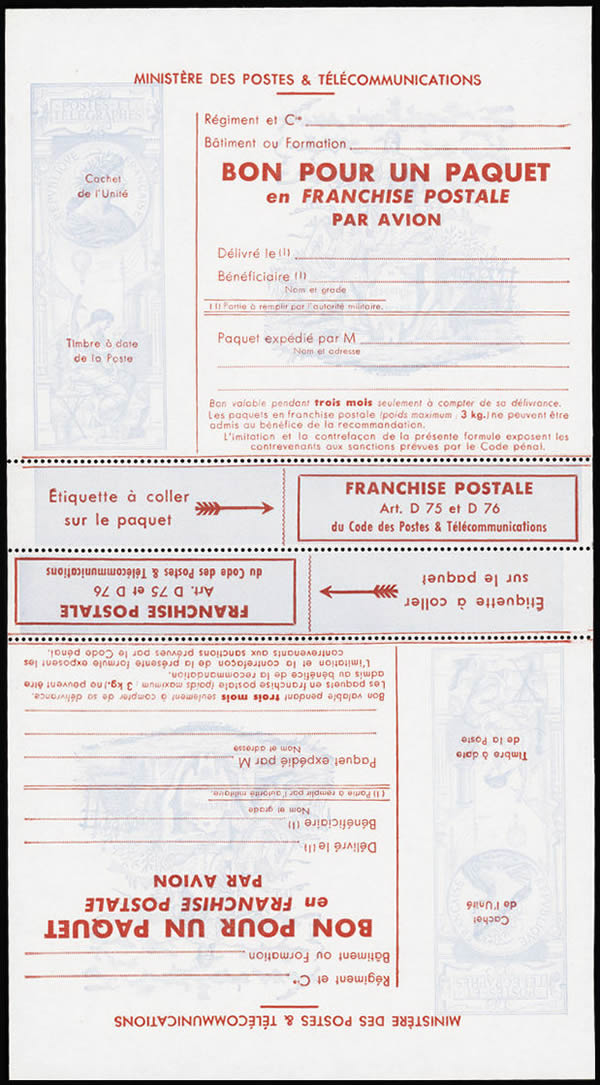 MINISTÈRE DES POSTES & TÉLÉCOMMUNICATIONS
POSTES ET
TÉLÉGRAPHES
RÉPUBLIQUE FRANÇAISE
Cachet
de l'Unité
Timbre à date
de la Poste
Régiment et Cie
Bâtiment ou Formation
BON POUR UN PAQUET
en FRANCHISE POSTALE
PAR AVION
Délivré le (1)
Bénéficiaire (1)
Nom et grade
(1) Partie à remplir par l'autorité militaire.
Paquet expédié par M
Nom et adresse
Bon valable pendant trois mois seulement à compter de sa délivrance.
Les paquets en franchise postale (poids maximum : 3 kg.) ne peuvent être
admis au bénéfice de la recommandation.
L'imitation et la contrefaçon de la présente formule exposent les
contrevenants aux sanctions prévues par le Code pénal.
Étiquette à coller
sur le paquet
FRANCHISE POSTALE
Art. D 75 et D 76
du Code des Postes & Télécommunications
FRANCHISE POSTALE
Art. D 75 et D 76
du Code des Postes & Télécommunications
Étiquette à coller
sur le paquet
MINISTÈRE DES POSTES & TÉLÉCOMMUNICATIONS
Cachet
de l'Unité
Timbre à date
de la Poste
Régiment et Cie
Bâtiment ou Formation
BON POUR UN PAQUET
en FRANCHISE POSTALE
PAR AVION
Délivré le (1)
Bénéficiaire (1)
Nom et grade
(1) Partie à remplir par l'autorité militaire.
Paquet expédié par M
Nom et adresse
Bon valable pendant trois mois seulement à compter de sa délivrance.
Les paquets en franchise postale (poids maximum : 3 kg.) ne peuvent être
admis au bénéfice de la recommandation.
L'imitation et la contrefaçon de la présente formule exposent les
contrevenants aux sanctions prévues par le Code pénal.